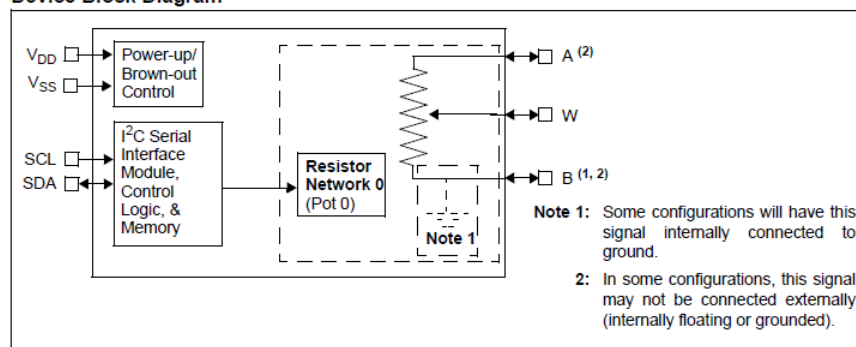 Device Block Diagram
V_DD
V_SS
Power-up/
Brown-out
Control
SCL
SDA
I²C Serial
Interface
Module,
Control
Logic, &
Memory
Resistor
Network 0
(Pot 0)
Note 1
A (2)
W
B (1, 2)
Note 1: Some configurations will have this
signal internally connected to
ground.
2: In some configurations, this signal
may not be connected externally
(internally floating or grounded).